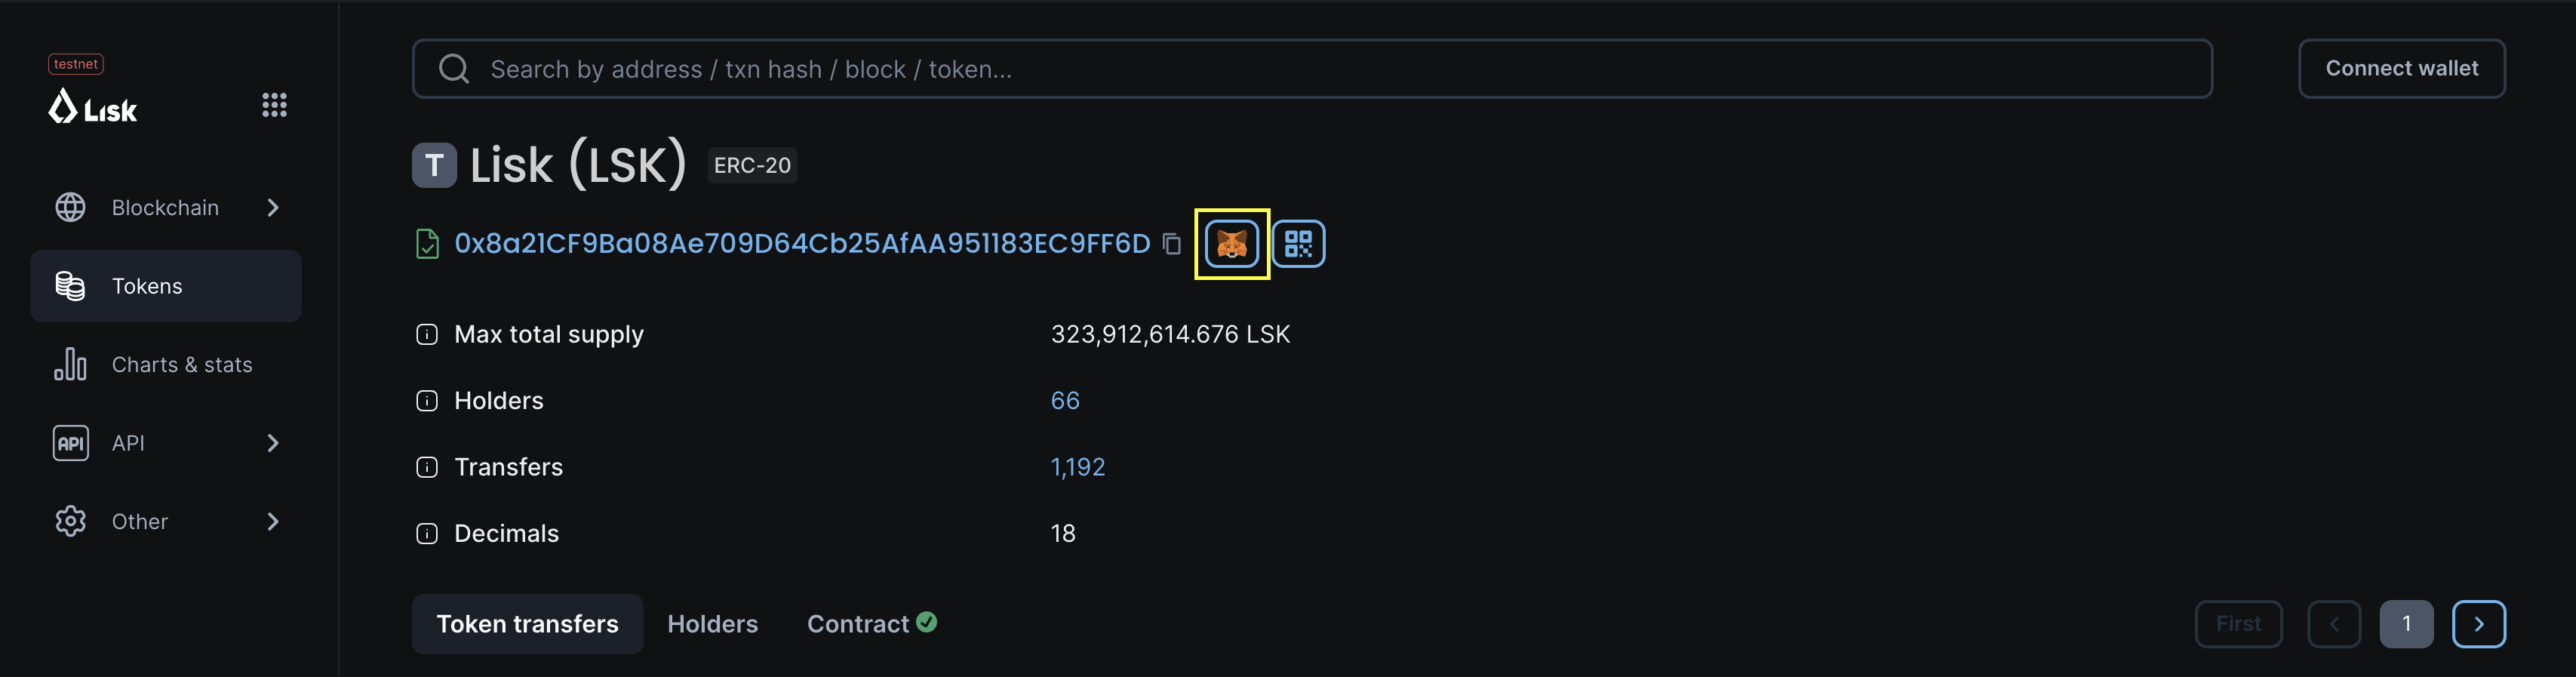 testnet
Lisk
Search by address / txn hash / block / token...
Connect wallet
T Lisk (LSK) ERC-20
0x8a21CF9Ba08Ae709D64Cb25AfAA951183EC9FF6D
Blockchain
Tokens
Charts & stats
API API
Other
Max total supply 323,912,614.676 LSK
Holders 66
Transfers 1,192
Decimals 18
Token transfers Holders Contract
First 1